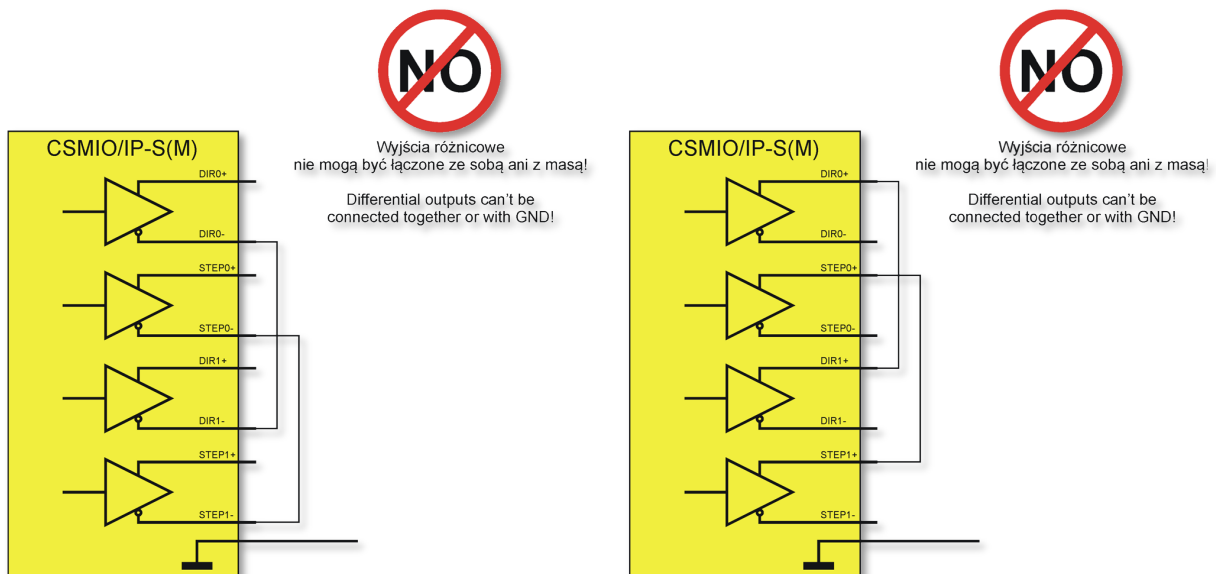 NO
Wyjścia różnicowe
nie mogą być łączone ze sobą ani z masą!
Differential outputs can't be
connected together or with GND!
CSMIO/IP-S(M)
DIR0+
DIR0-
STEP0+
STEP0-
DIR1+
DIR1-
STEP1+
STEP1-
NO
Wyjścia różnicowe
nie mogą być łączone ze sobą ani z masą!
Differential outputs can't be
connected together or with GND!
CSMIO/IP-S(M)
DIR0+
DIR0-
STEP0+
STEP0-
DIR1+
DIR1-
STEP1+
STEP1-